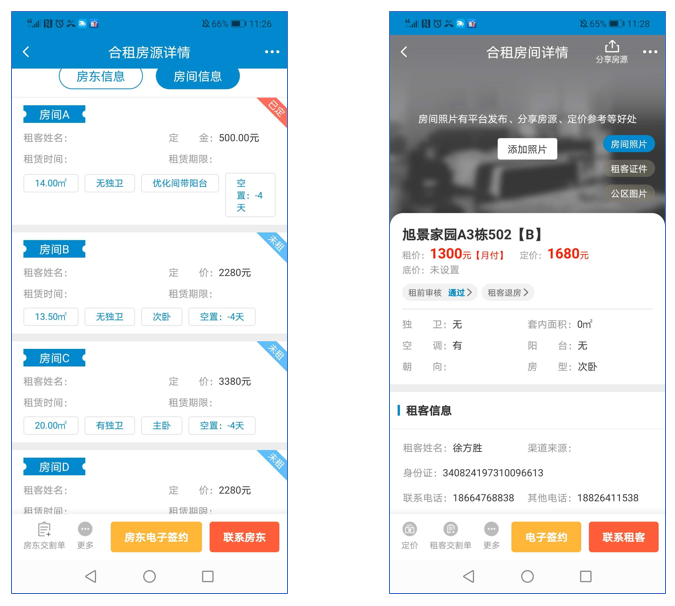 66% 11:26
合租房源详情
房东信息 房间信息
房间A 已定
租客姓名: 定 金: 500.00元
租赁时间: 租赁期限:
14.00㎡ 无独卫 优化间带阳台 空
置: -4
天
房间B 未租
租客姓名: 定 价: 2280元
租赁时间: 租赁期限:
13.50㎡ 无独卫 次卧 空置: -4天
房间C 未租
租客姓名: 定 价: 3380元
租赁时间: 租赁期限:
20.00㎡ 有独卫 主卧 空置: -4天
房间D 未租
租客姓名: 定 价: 2280元
租赁时间: 租赁期限:
房东交割单 更多 房东电子签约 联系房东
65% 11:28
合租房间详情 分享房源
房间照片有平台发布、分享房源、定价参考等好处
添加照片 房间照片
租客证件
公区图片
旭景家园A3栋502【B】
租价: 1300元【月付】 定价: 1680元
底价: 未设置
租前审核 通过> 租客退房>
独 卫: 无 套内面积: 0㎡
空 调: 有 阳 台: 无
朝 向: 房 型: 次卧
租客信息
租客姓名: 徐方胜 渠道来源:
身份证: 340824197310096613
联系电话: 18664768838 其他电话: 18826411538
定价 租客交割单 更多 电子签约 联系租客